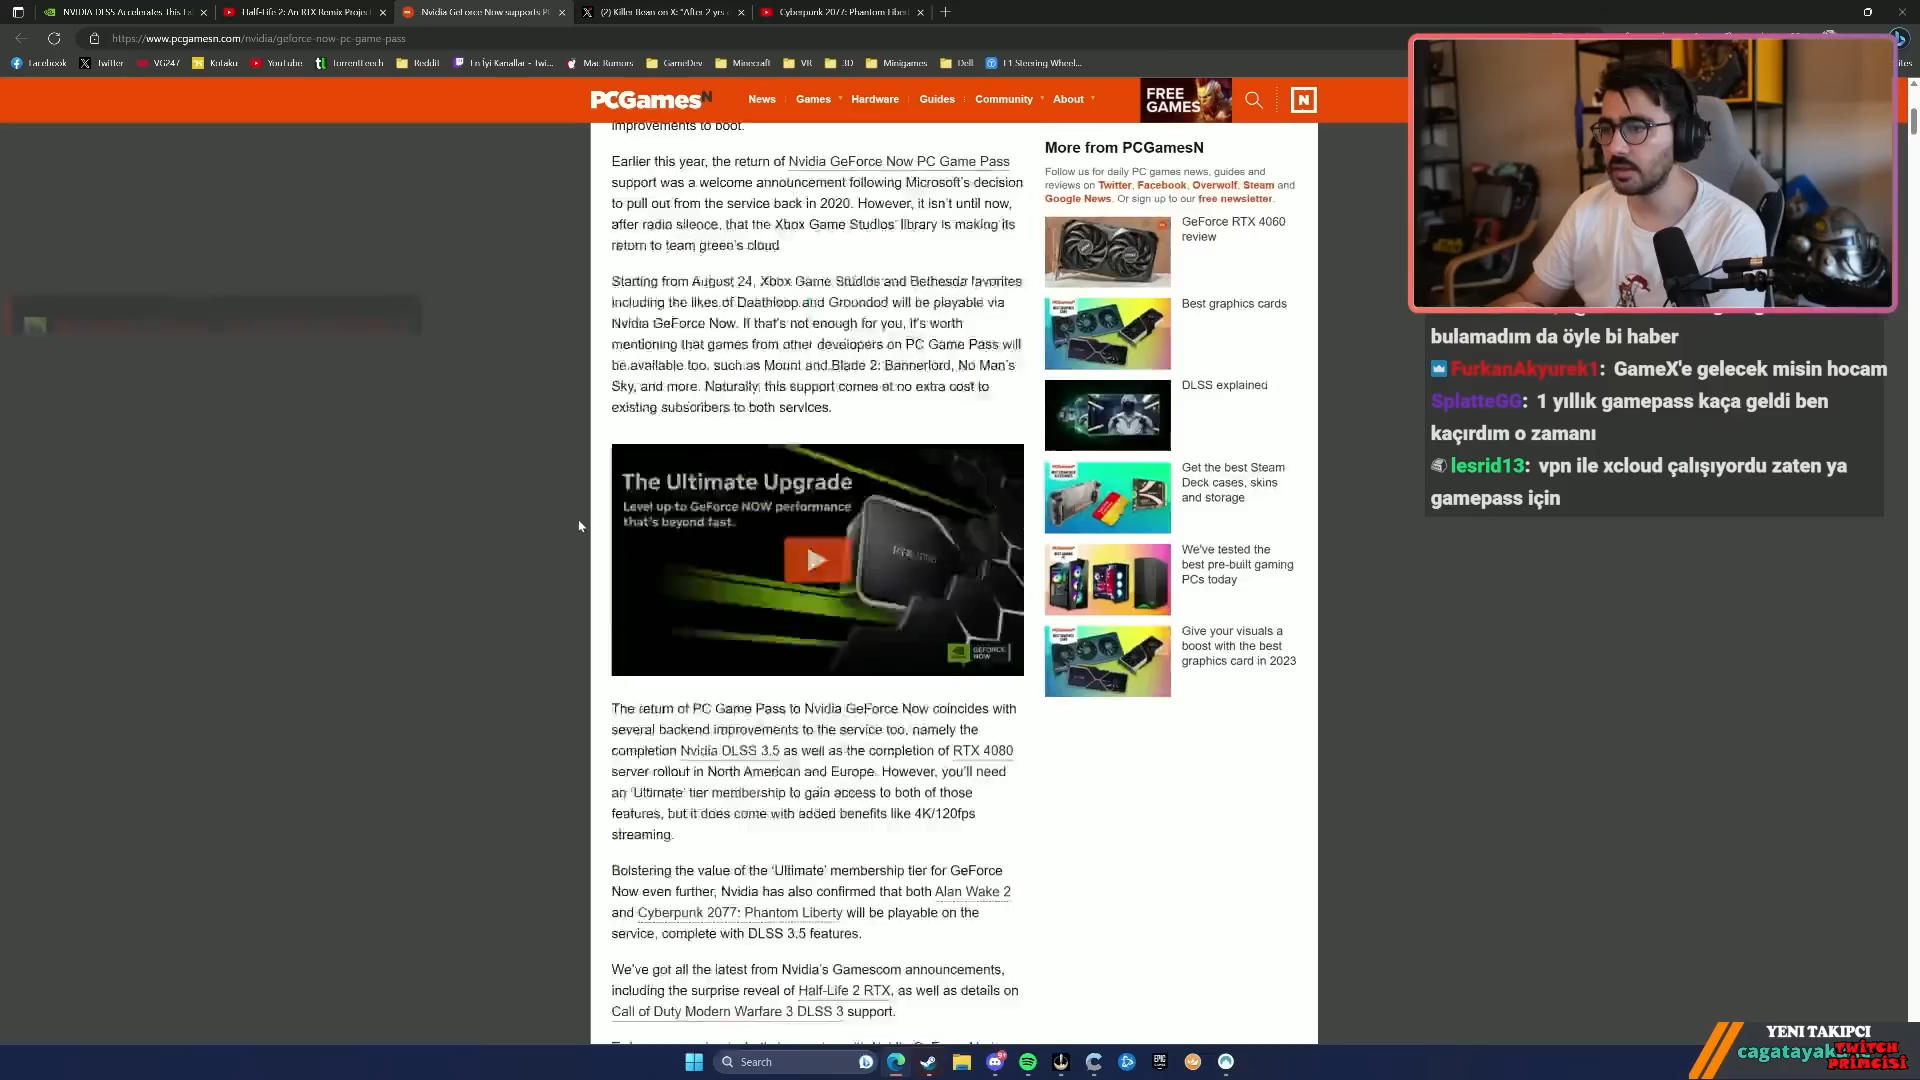 NVIDIA DLSS Accelerates This Fa
Half-Life 2: An RTX Remix Project
Nvidia GeForce Now supports PC
(2) Killer Bean on X: "After 2 yrs
Cyberpunk 2077: Phantom Libert
https://www.pcgamesn.com/nvidia/geforce-now-pc-game-pass
Facebook
Twitter
VG247
Kotaku
YouTube
TorrentLeech
Reddit
En İyi Kanallar - Twi...
Mac Rumors
GameDev
Minecraft
VR
3D
Minigames
Dell
F1 Steering Wheel...
PCGamesN
News
Games
Hardware
Guides
Community
About
FREE
GAMES
N
improvements to boot.
Earlier this year, the return of Nvidia GeForce Now PC Game Pass
support was a welcome announcement following Microsoft's decision
to pull out from the service back in 2020. However, it isn't until now,
after radio silence, that the Xbox Game Studios' library is making its
return to team green's cloud.
Starting from August 24, Xbox Game Studios and Bethesda favorites
including the likes of Deathloop and Grounded will be playable via
Nvidia GeForce Now. If that's not enough for you, it's worth
mentioning that games from other developers on PC Game Pass will
be available too, such as Mount and Blade 2: Bannerlord, No Man's
Sky, and more. Naturally, this support comes at no extra cost to
existing subscribers to both services.
The Ultimate Upgrade
Level up to GeForce NOW performance
that's beyond fast.
GEFORCE
NOW
The return of PC Game Pass to Nvidia GeForce Now coincides with
several backend improvements to the service too, namely the
completion Nvidia DLSS 3.5 as well as the completion of RTX 4080
server rollout in North American and Europe. However, you'll need
an 'Ultimate' tier membership to gain access to both of those
features, but it does come with added benefits like 4K/120fps
streaming.
Bolstering the value of the 'Ultimate' membership tier for GeForce
Now even further, Nvidia has also confirmed that both Alan Wake 2
and Cyberpunk 2077: Phantom Liberty will be playable on the
service, complete with DLSS 3.5 features.
We've got all the latest from Nvidia's Gamescom announcements,
including the surprise reveal of Half-Life 2 RTX, as well as details on
Call of Duty Modern Warfare 3 DLSS 3 support.
More from PCGamesN
Follow us for daily PC games news, guides and
reviews on Twitter, Facebook, Overwolf, Steam and
Google News. Or sign up to our free newsletter.
GeForce RTX 4060
review
Best graphics cards
DLSS explained
Get the best Steam
Deck cases, skins
and storage
We've tested the
best pre-built gaming
PCs today
Give your visuals a
boost with the best
graphics card in 2023
bulamadım da öyle bi haber
FurkanAkyurek1: GameX'e gelecek misin hocam
SplatteGG: 1 yıllık gamepass kaça geldi ben
kaçırdım o zamanı
lesrid13: vpn ile xcloud çalışıyordu zaten ya
gamepass için
YENI TAKIPCI
TWITCH
PRIMCISI
Search